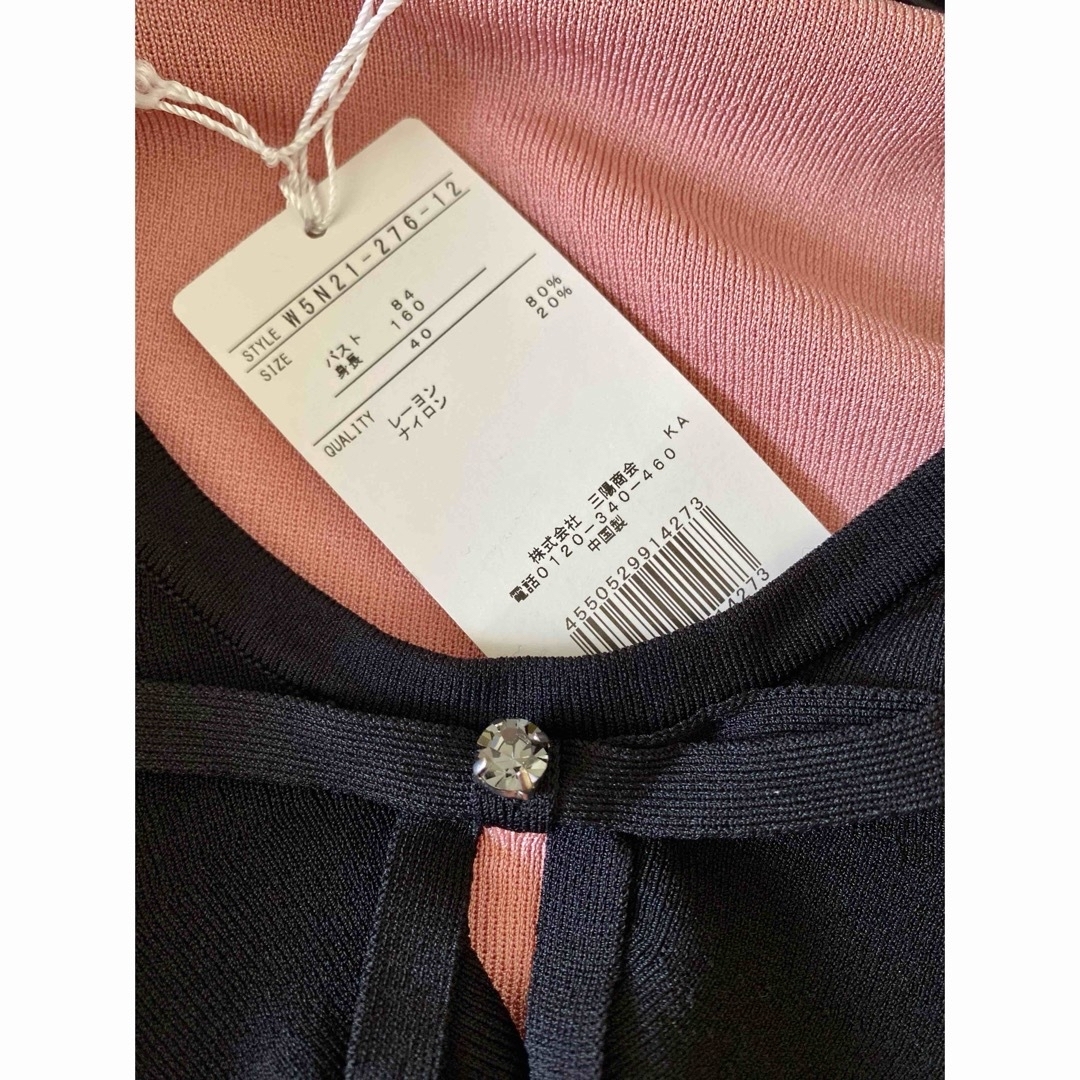 STYLE W5N21-276-12
SIZE バスト 84
身長 160
40
QUALITY レーヨン 80%
ナイロン 20%
株式会社 三陽商会
電話0120-340-460 KA
中国製
4550529914273
14273